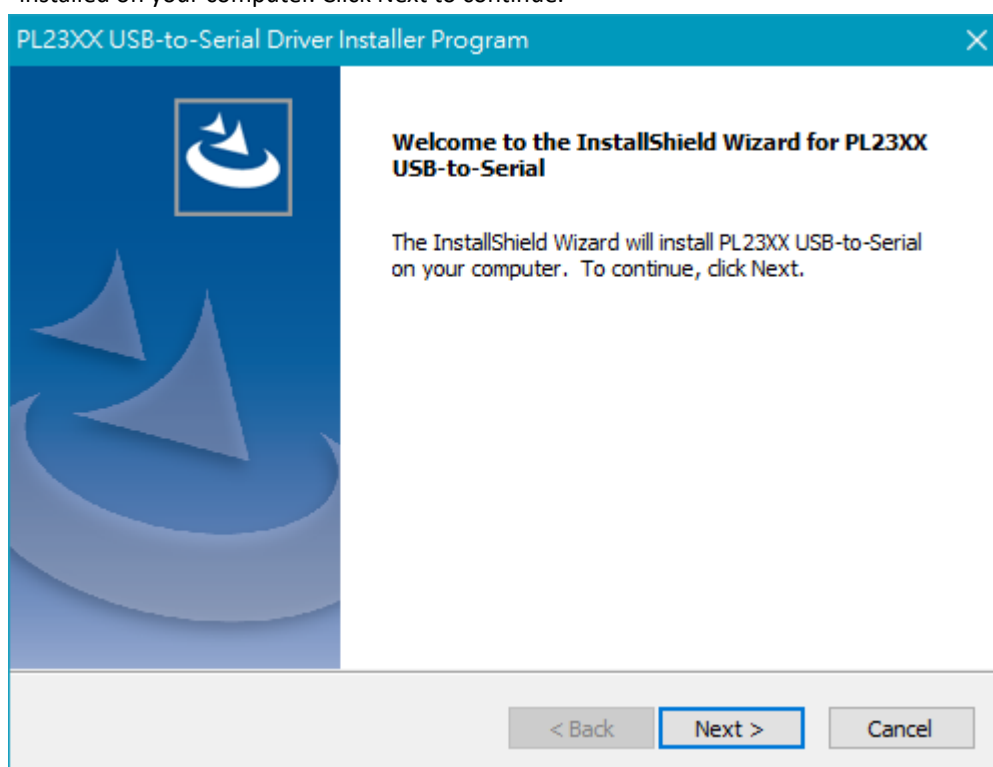 installed on your computer. Click Next to continue.
PL23XX USB-to-Serial Driver Installer Program
Welcome to the InstallShield Wizard for PL23XX
USB-to-Serial
The InstallShield Wizard will install PL23XX USB-to-Serial
on your computer. To continue, click Next.
< Back Next > Cancel